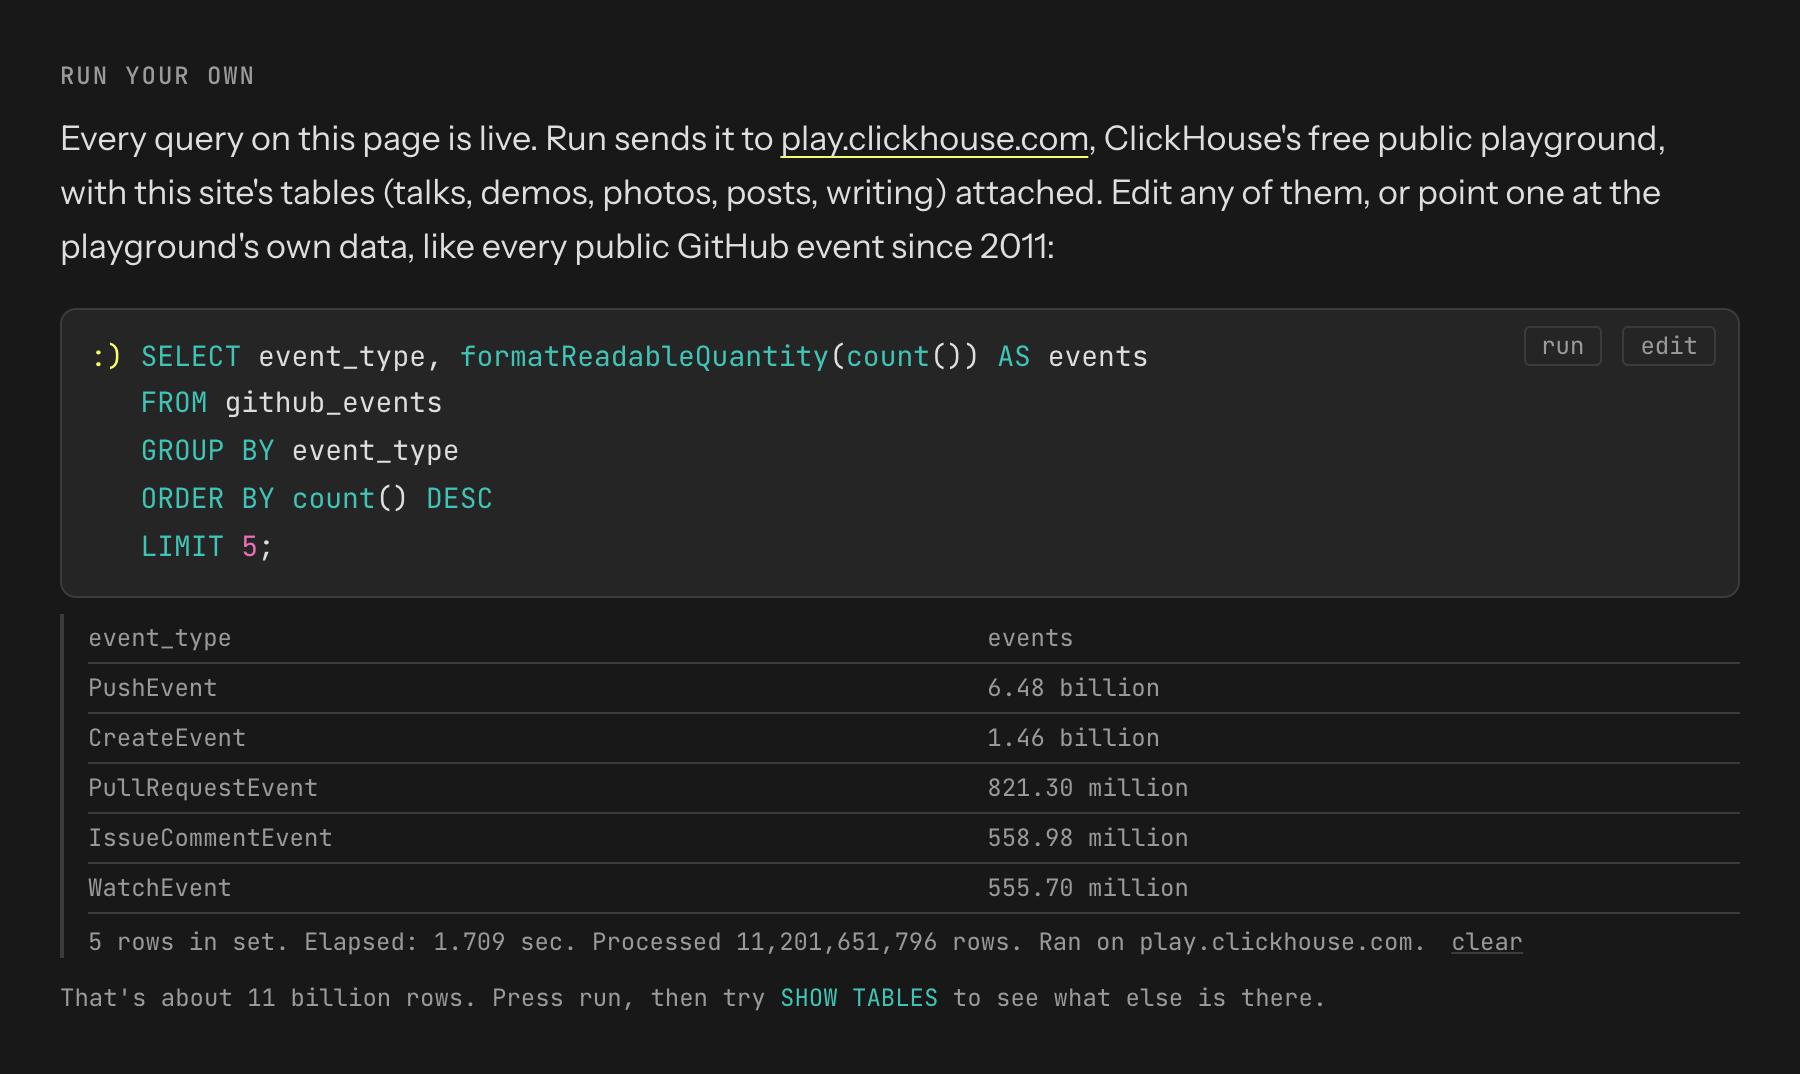 RUN YOUR OWN
Every query on this page is live. Run sends it to play.clickhouse.com, ClickHouse's free public playground,
with this site's tables (talks, demos, photos, posts, writing) attached. Edit any of them, or point one at the
playground's own data, like every public GitHub event since 2011:
:) SELECT event_type, formatReadableQuantity(count()) AS events
run edit
FROM github_events
GROUP BY event_type
ORDER BY count() DESC
LIMIT 5;
event_type events
PushEvent 6.48 billion
CreateEvent 1.46 billion
PullRequestEvent 821.30 million
IssueCommentEvent 558.98 million
WatchEvent 555.70 million
5 rows in set. Elapsed: 1.709 sec. Processed 11,201,651,796 rows. Ran on play.clickhouse.com. clear
That's about 11 billion rows. Press run, then try SHOW TABLES to see what else is there.